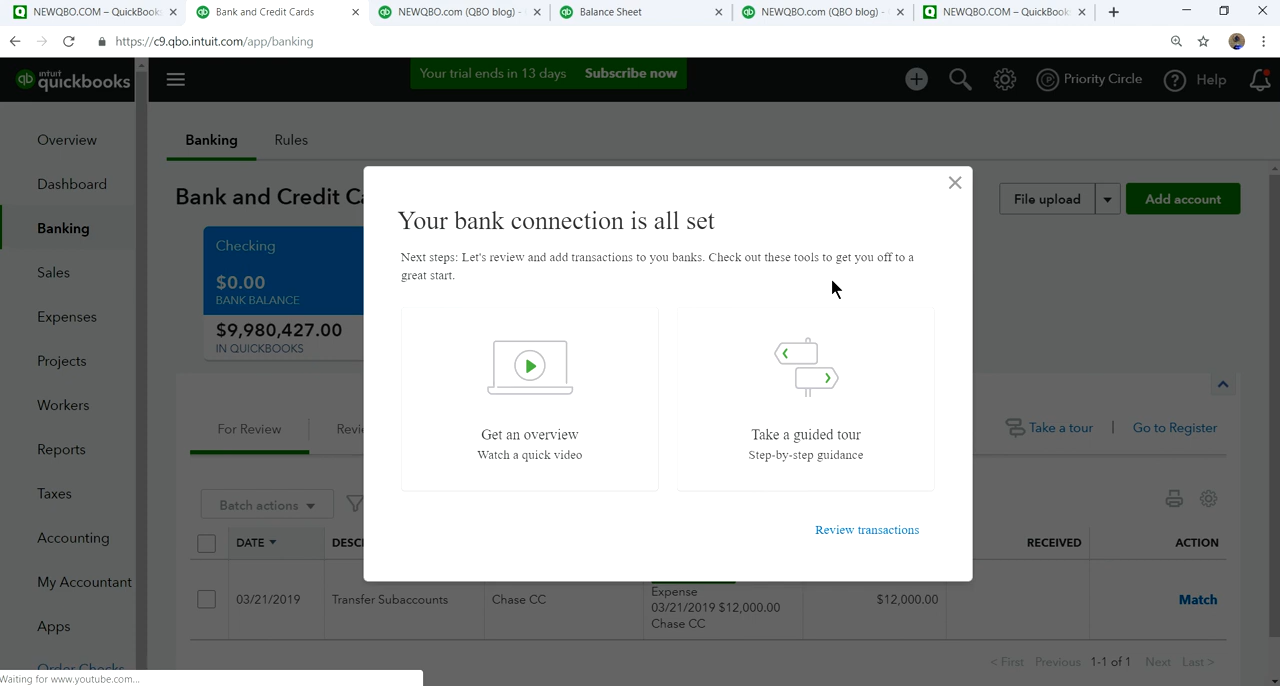 NEWQBO.COM – QuickBooks
Bank and Credit Cards
NEWQBO.com (QBO blog) -
Balance Sheet
NEWQBO.com (QBO blog) -
NEWQBO.COM – QuickBooks
https://c9.qbo.intuit.com/app/banking
qb intuit quickbooks
Your trial ends in 13 days Subscribe now
Priority Circle
Help
Overview
Dashboard
Banking
Sales
Expenses
Projects
Workers
Reports
Taxes
Accounting
My Accountant
Apps
Order Checks
Banking Rules
Bank and Credit Ca
File upload
Add account
Checking
$0.00
BANK BALANCE
$9,980,427.00
IN QUICKBOOKS
Your bank connection is all set
Next steps: Let's review and add transactions to you banks. Check out these tools to get you off to a
great start.
Get an overview
Watch a quick video
Take a guided tour
Step-by-step guidance
Review transactions
For Review
Revi
Take a tour | Go to Register
Batch actions
DATE DESC RECEIVED ACTION
03/21/2019 Transfer Subaccounts Chase CC
Expense
03/21/2019 $12,000.00
Chase CC
$12,000.00
Match
< First Previous 1-1 of 1 Next Last >
Waiting for www.youtube.com...